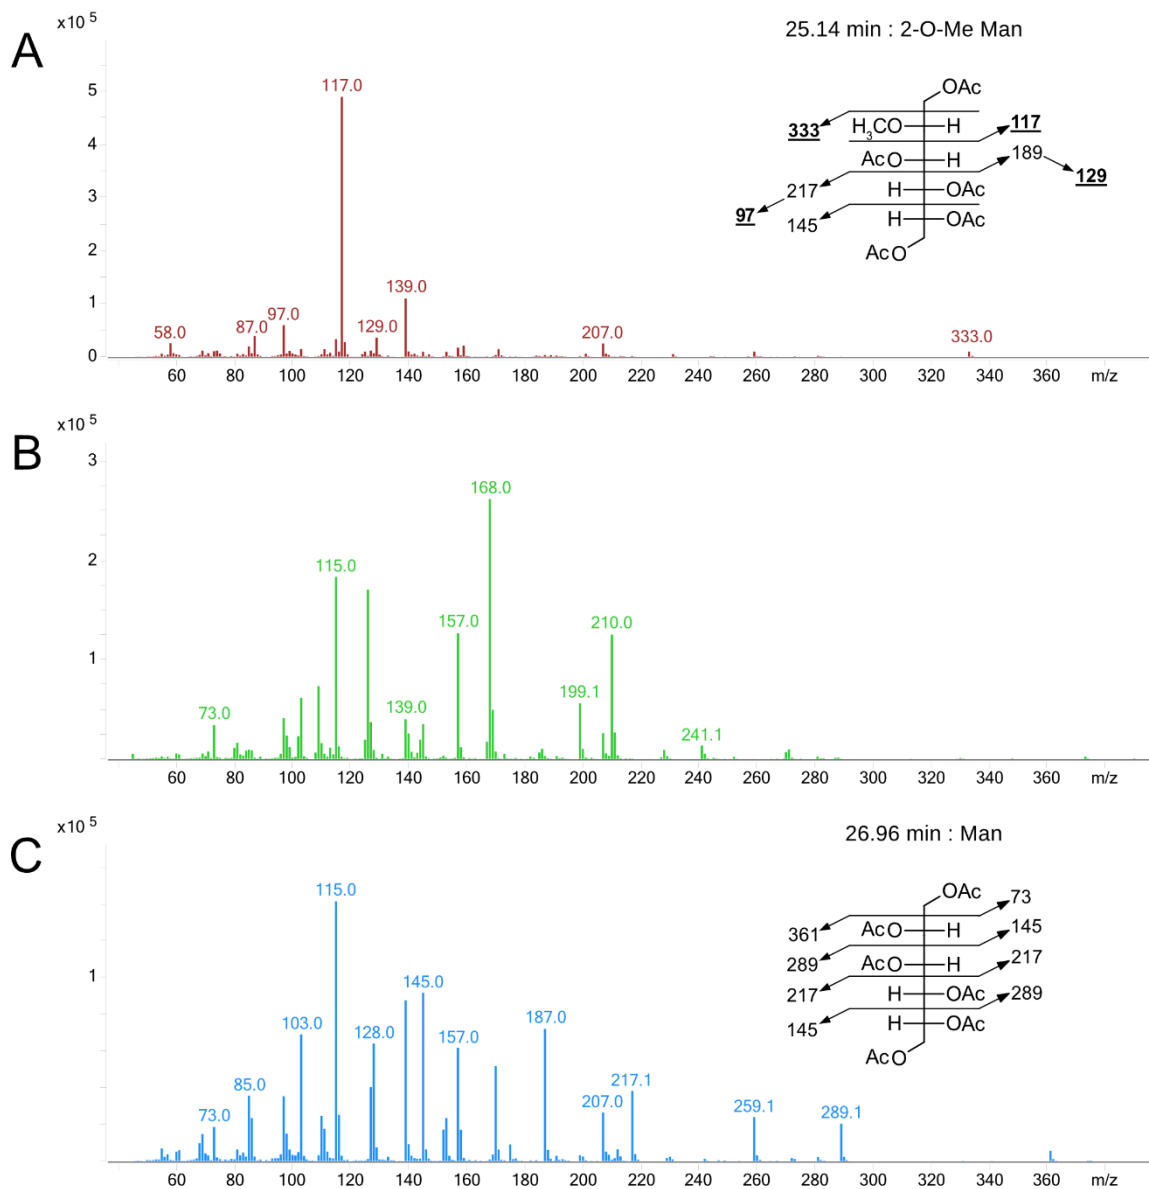 A
x10 5
25.14 min : 2-O-Me Man
5
4
3
2
1
0
117.0
139.0
97.0
87.0
58.0
129.0
207.0
333.0
OAc
333
H3CO
H
117
AcO
H
189
129
217
H
OAc
97
145
H
OAc
AcO
60 80 100 120 140 160 180 200 220 240 260 280 300 320 340 360 m/z
B
x10 5
3
2
1
168.0
115.0
157.0
210.0
199.1
73.0
139.0
241.1
60 80 100 120 140 160 180 200 220 240 260 280 300 320 340 360 m/z
C
x10 5
26.96 min : Man
1
115.0
145.0
103.0
128.0
187.0
157.0
85.0
73.0
217.1
207.0
259.1
289.1
OAc
73
361
AcO
H
145
289
AcO
H
217
217
H
OAc
289
145
H
OAc
AcO
60 80 100 120 140 160 180 200 220 240 260 280 300 320 340 360 m/z